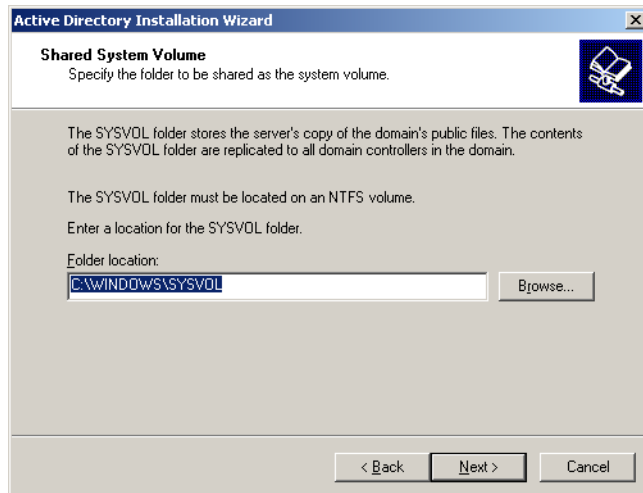 Active Directory Installation Wizard
Shared System Volume
Specify the folder to be shared as the system volume.
The SYSVOL folder stores the server's copy of the domain's public files. The contents
of the SYSVOL folder are replicated to all domain controllers in the domain.
The SYSVOL folder must be located on an NTFS volume.
Enter a location for the SYSVOL folder.
Folder location:
C:\WINDOWS\SYSVOL
Browse...
< Back
Next >
Cancel